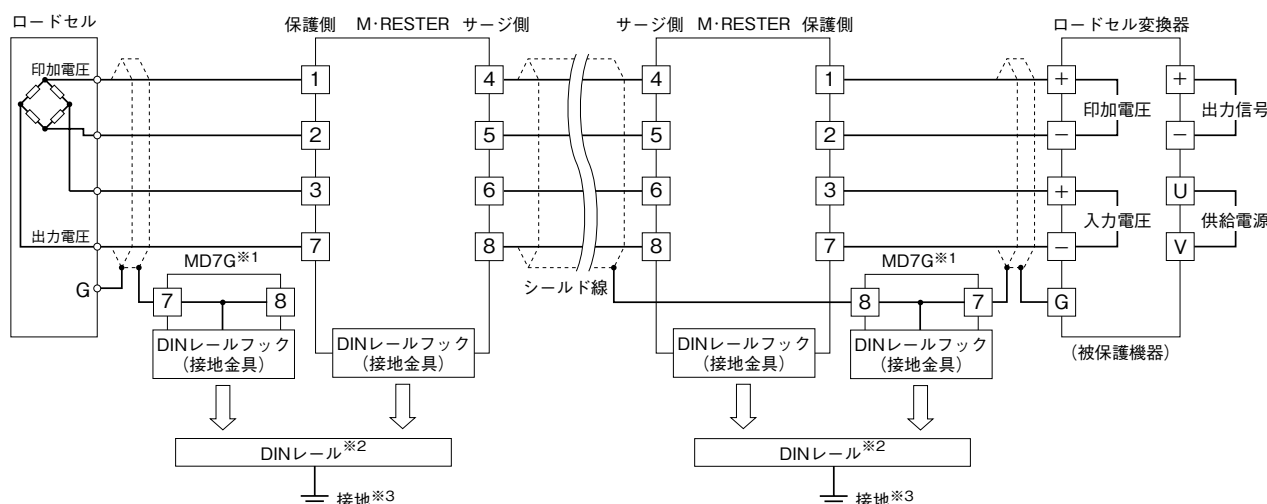 ロードセル
保護側 M・RESTER サージ側
サージ側 M・RESTER 保護側
ロードセル変換器
印加電圧
1
4
4
1
+
+
印加電圧
出力信号
2
5
5
2
−
−
3
6
6
3
+
U
入力電圧
供給電源
出力電圧
7
8
8
7
−
V
G
MD7G※1
シールド線
MD7G※1
7
8
8
7
G
DINレールフック
(接地金具)
DINレールフック
(接地金具)
DINレールフック
(接地金具)
DINレールフック
(接地金具)
(被保護機器)
DINレール※2
DINレール※2
接地※3
接地※3